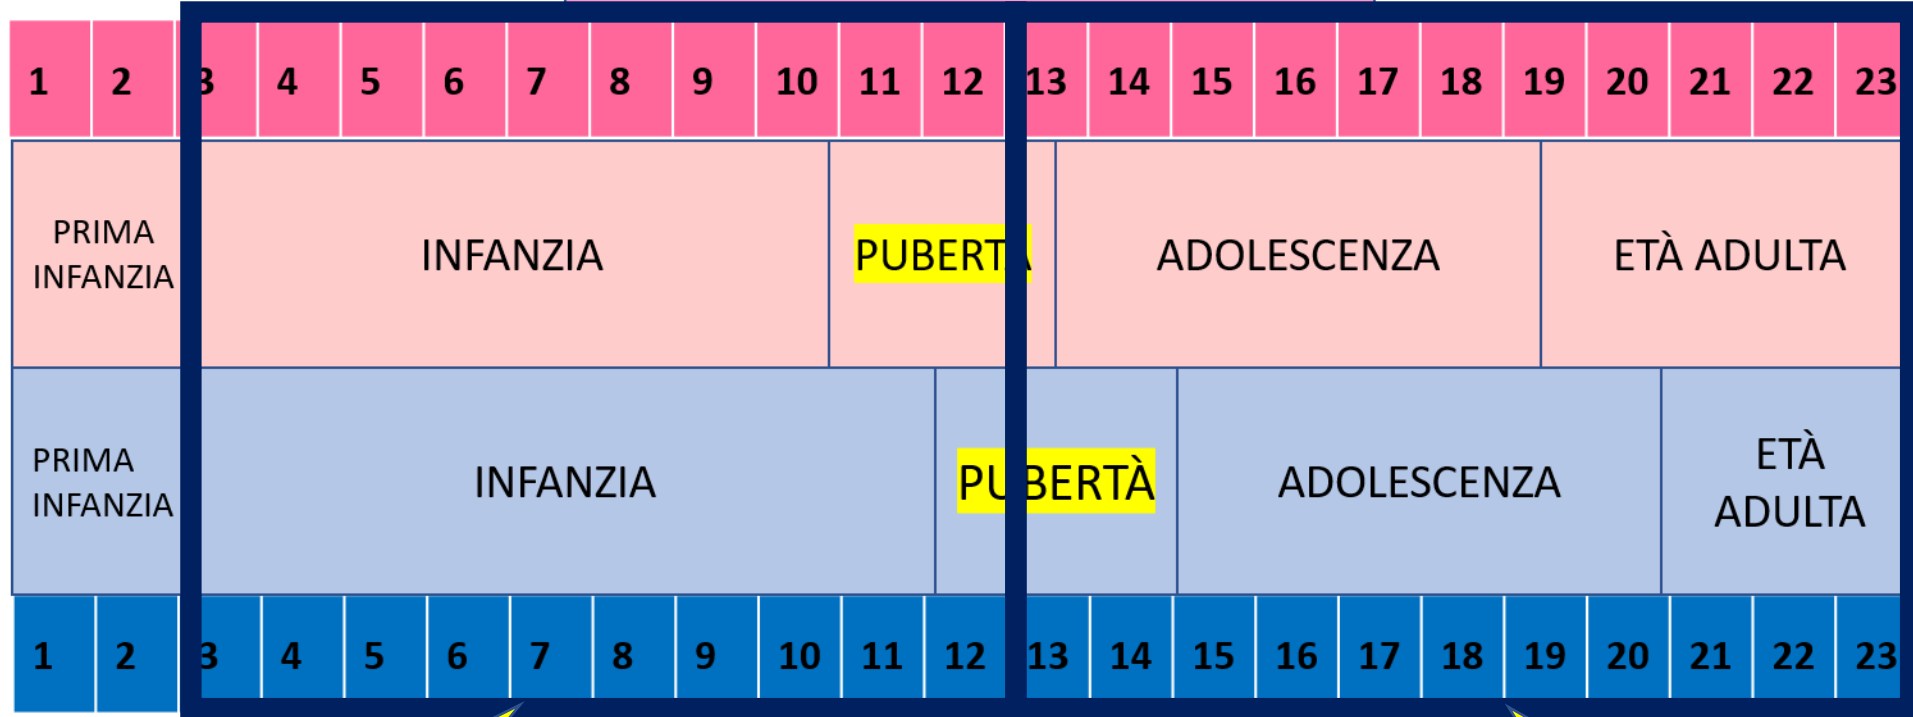 1 2 3 4 5 6 7 8 9 10 11 12 13 14 15 16 17 18 19 20 21 22 23
PRIMA
INFANZIA
INFANZIA
PUBERTÀ
ADOLESCENZA
ETÀ ADULTA
PRIMA
INFANZIA
INFANZIA
PUBERTÀ
ADOLESCENZA
ETÀ
ADULTA
1 2 3 4 5 6 7 8 9 10 11 12 13 14 15 16 17 18 19 20 21 22 23